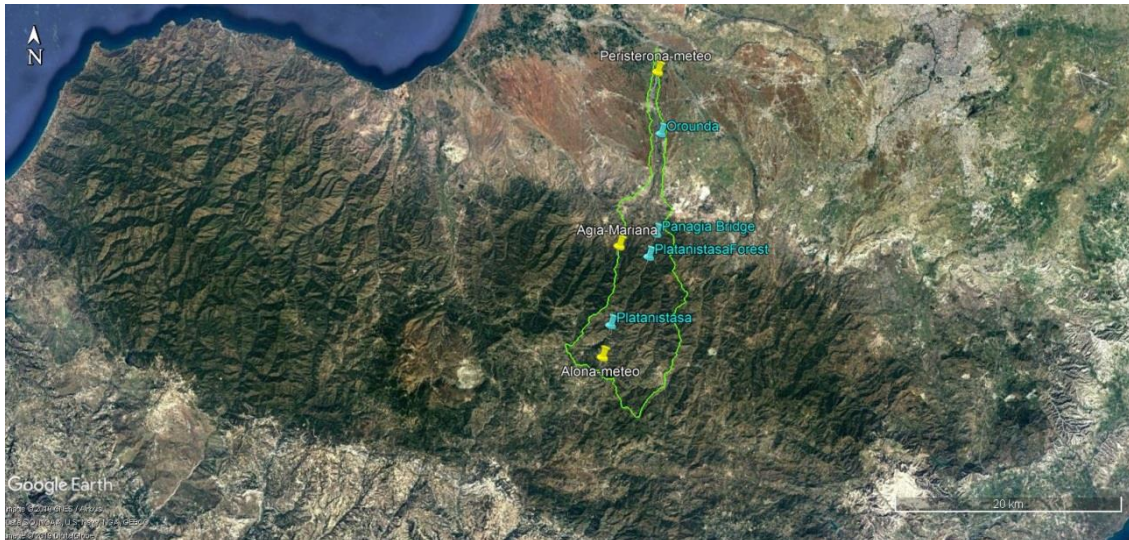 N
Peristerona-meteo
Orounda
Agia-Mariana
Panagia Bridge
PlatanistasaForest
Platanistasa
Alona-meteo
Google Earth
20 km